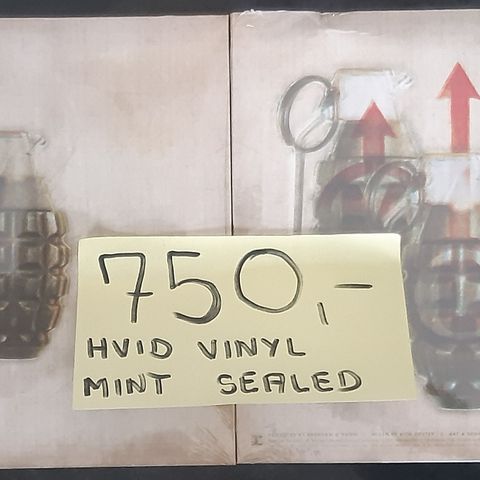 750,-
HVID VINYL
MINT SEALED